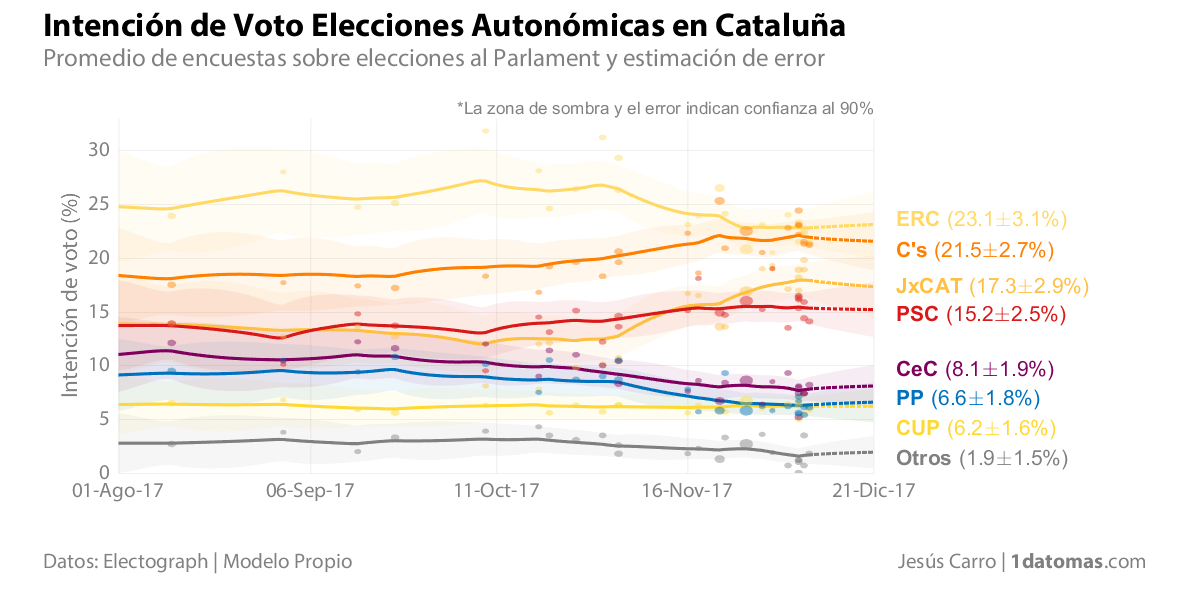 Intención de Voto Elecciones Autonómicas en Cataluña
Promedio de encuestas sobre elecciones al Parlament y estimación de error
*La zona de sombra y el error indican confianza al 90%
Intención de voto (%)
30
25
20
15
10
5
0
01-Ago-17
06-Sep-17
11-Oct-17
16-Nov-17
21-Dic-17
ERC (23.1±3.1%)
C's (21.5±2.7%)
JxCAT (17.3±2.9%)
PSC (15.2±2.5%)
CeC (8.1±1.9%)
PP (6.6±1.8%)
CUP (6.2±1.6%)
Otros (1.9±1.5%)
Datos: Electograph | Modelo Propio
Jesús Carro | 1datomas.com